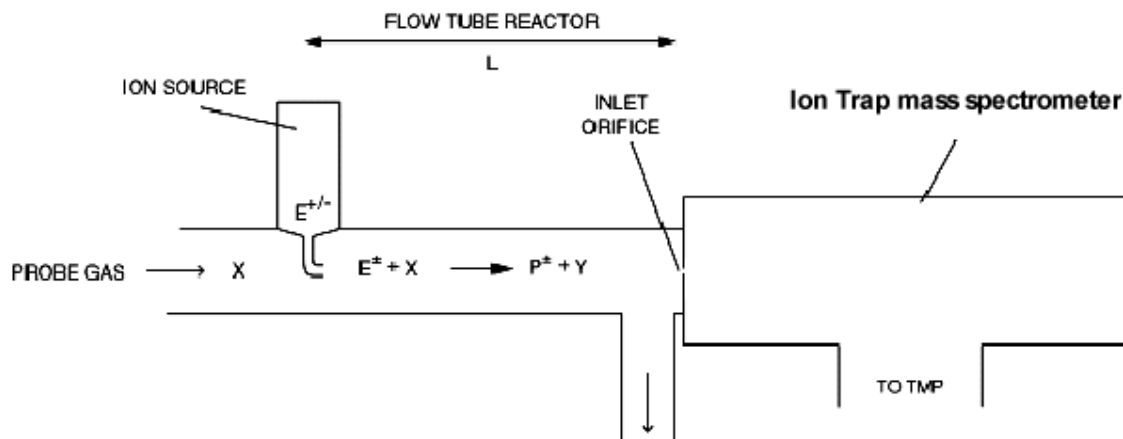 FLOW TUBE REACTOR
L
ION SOURCE
INLET
ORIFICE
Ion Trap mass spectrometer
E+/-
PROBE GAS
X
E± + X
P± + Y
TO TMP